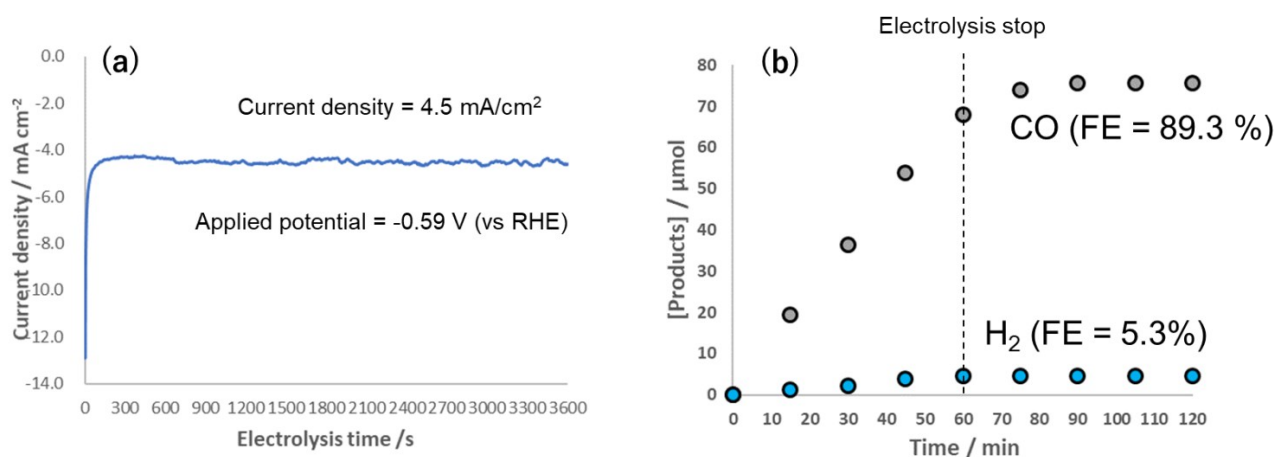 (a)
0.0
-2.0
-4.0
-6.0
-8.0
-10.0
-12.0
-14.0
Current density / mA cm-2
Current density = 4.5 mA/cm2
Applied potential = -0.59 V (vs RHE)
0 300 600 900 1200 1500 1800 2100 2400 2700 3000 3300 3600
Electrolysis time /s
Electrolysis stop
(b)
80
70
60
50
40
30
20
10
0
[Products] / μmol
CO (FE = 89.3 %)
H2 (FE = 5.3%)
0 10 20 30 40 50 60 70 80 90 100 110 120
Time / min